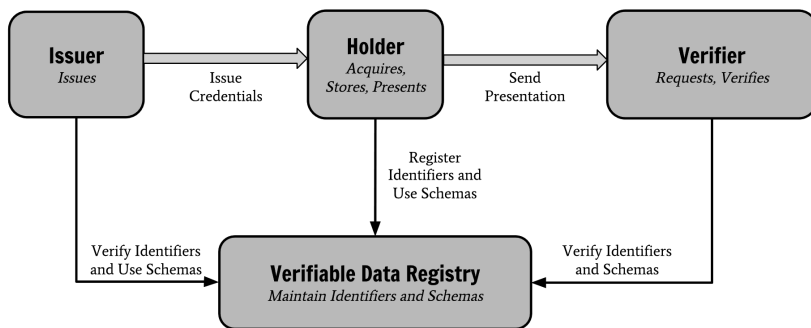 Issuer
Issues
Issue
Credentials
Holder
Acquires,
Stores, Presents
Send
Presentation
Verifier
Requests, Verifies
Register
Identifiers and
Use Schemas
Verify Identifiers
and Use Schemas
Verifiable Data Registry
Maintain Identifiers and Schemas
Verify Identifiers
and Schemas